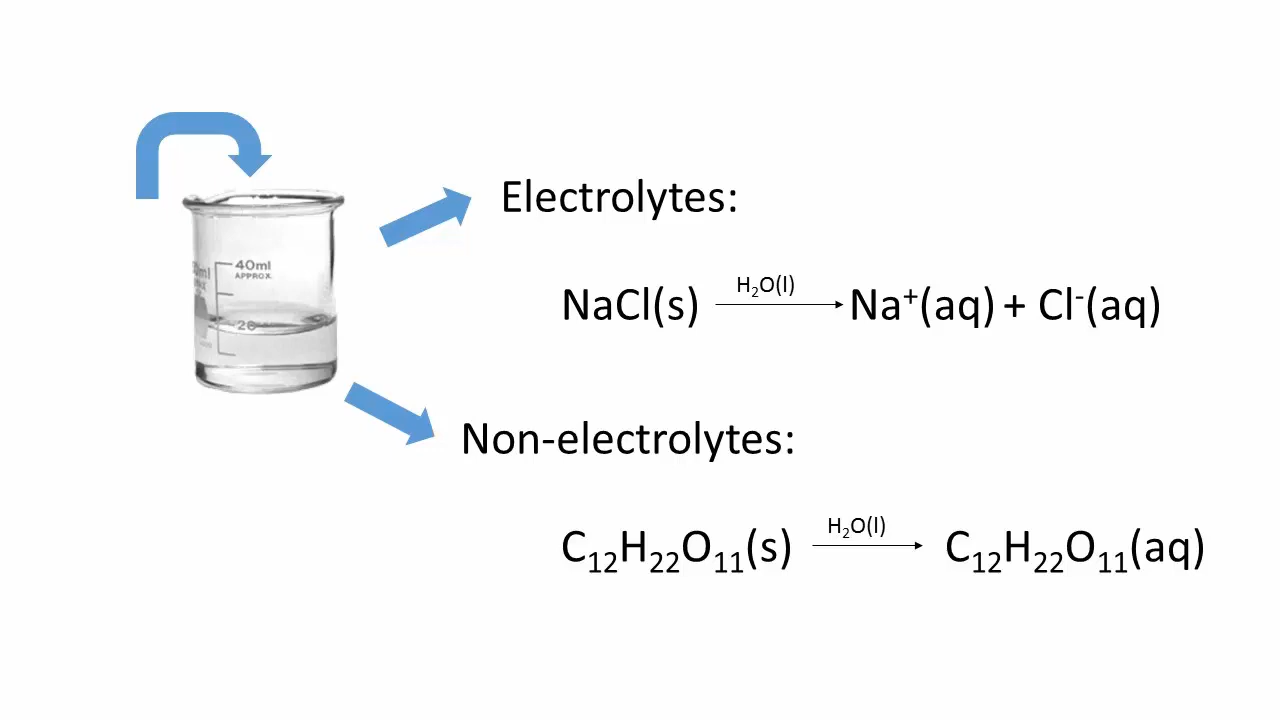 Electrolytes:
H₂O(l)
NaCl(s) Na⁺(aq) + Cl⁻(aq)
40ml
APPROX.
20
Non-electrolytes:
H₂O(l)
C₁₂H₂₂O₁₁(s) C₁₂H₂₂O₁₁(aq)